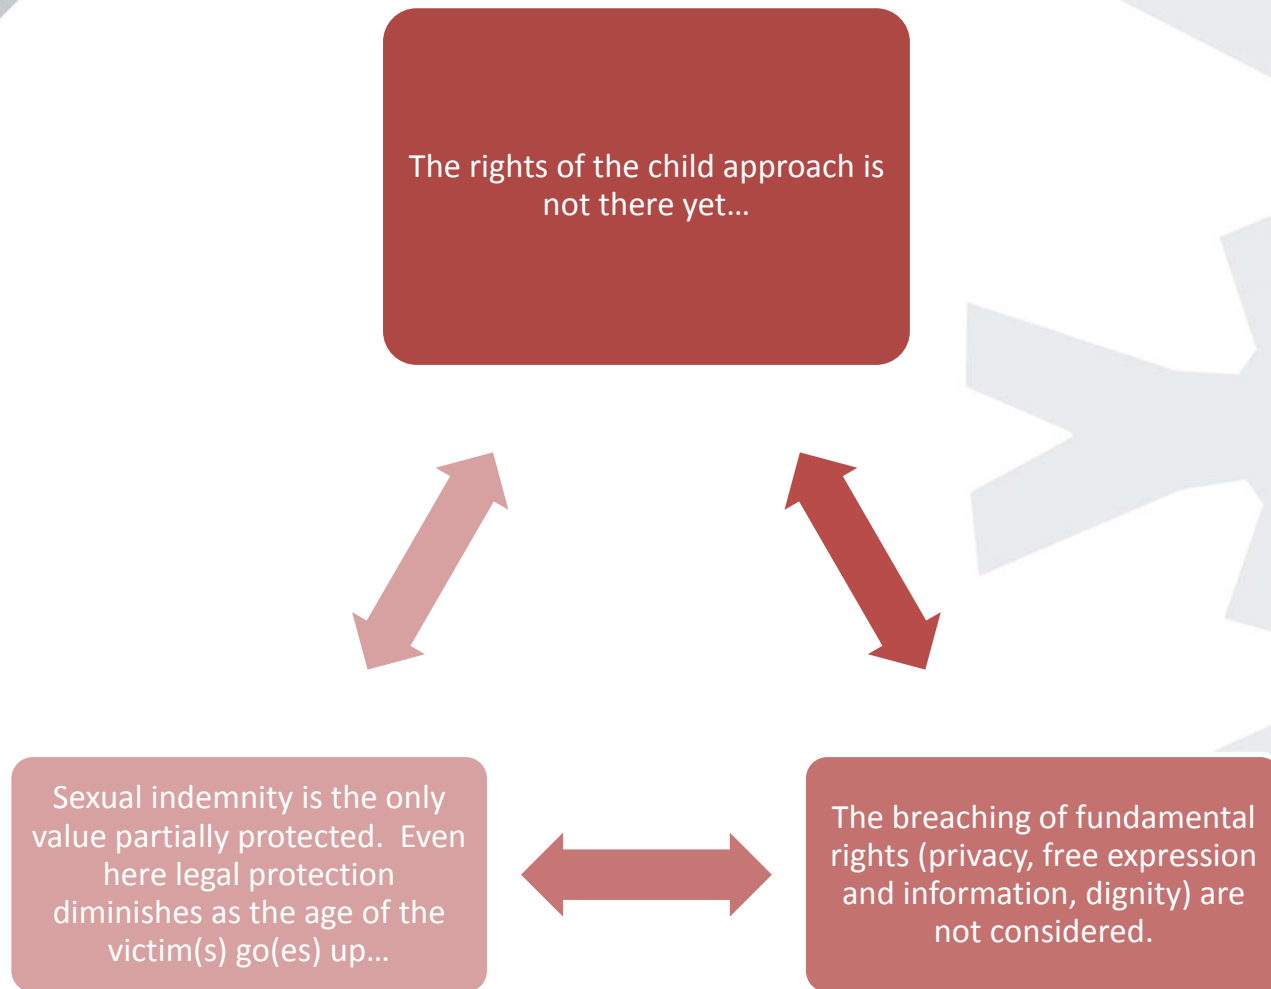 The rights of the child approach is
not there yet…
Sexual indemnity is the only
value partially protected.  Even
here legal protection
diminishes as the age of the
victim(s) go(es) up…
The breaching of fundamental
rights (privacy, free expression
and information, dignity) are
not considered.